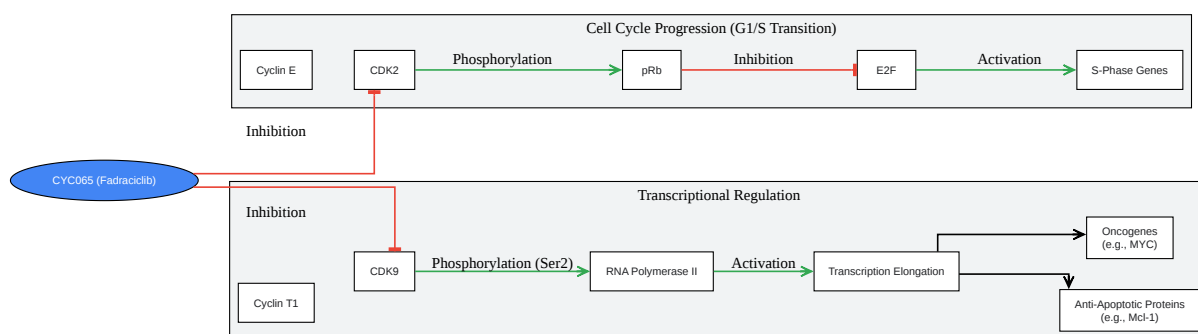 Cell Cycle Progression (G1/S Transition)
Cyclin E
CDK2
Phosphorylation
pRb
Inhibition
E2F
Activation
S-Phase Genes
Inhibition
CYC065 (Fadraciclib)
Transcriptional Regulation
Inhibition
CDK9
Phosphorylation (Ser2)
RNA Polymerase II
Activation
Transcription Elongation
Oncogenes
(e.g., MYC)
Cyclin T1
Anti-Apoptotic Proteins
(e.g., Mcl-1)